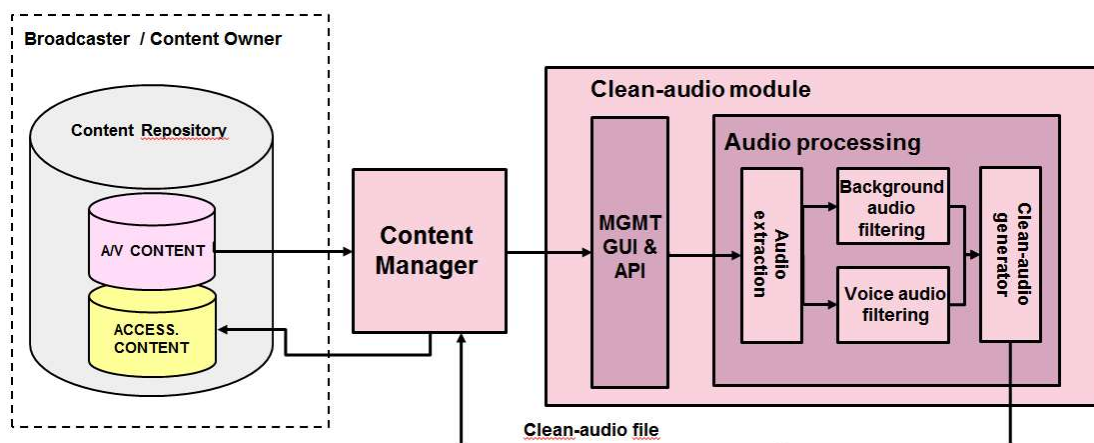 Broadcaster / Content Owner
Content Repository
A/V CONTENT
ACCESS.
CONTENT
Content
Manager
Clean-audio module
MGMT
GUI &
API
Audio processing
Audio
extraction
Background
audio
filtering
Voice audio
filtering
Clean-audio
generator
Clean-audio file